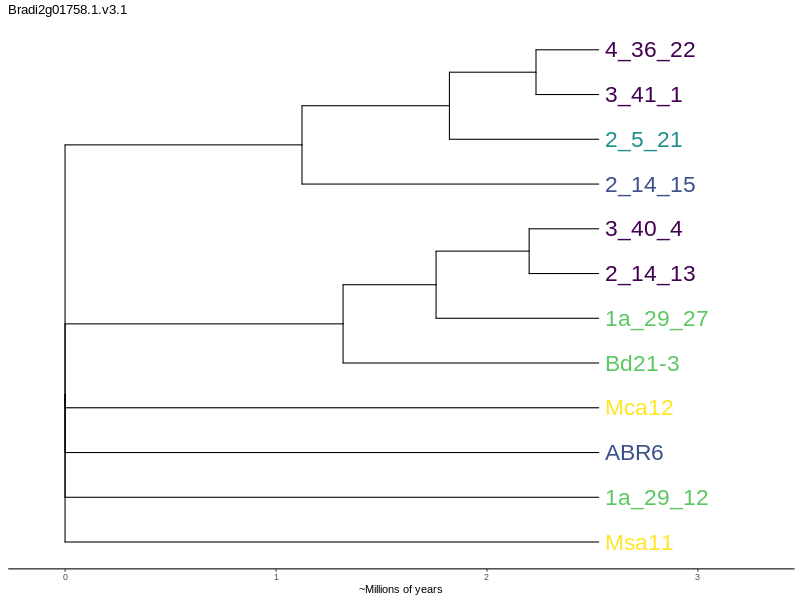 Bradi2g01758.1.v3.1
4_36_22
3_41_1
2_5_21
2_14_15
3_40_4
2_14_13
1a_29_27
Bd21-3
Mca12
ABR6
1a_29_12
Msa11
0 1 2 3
~Millions of years